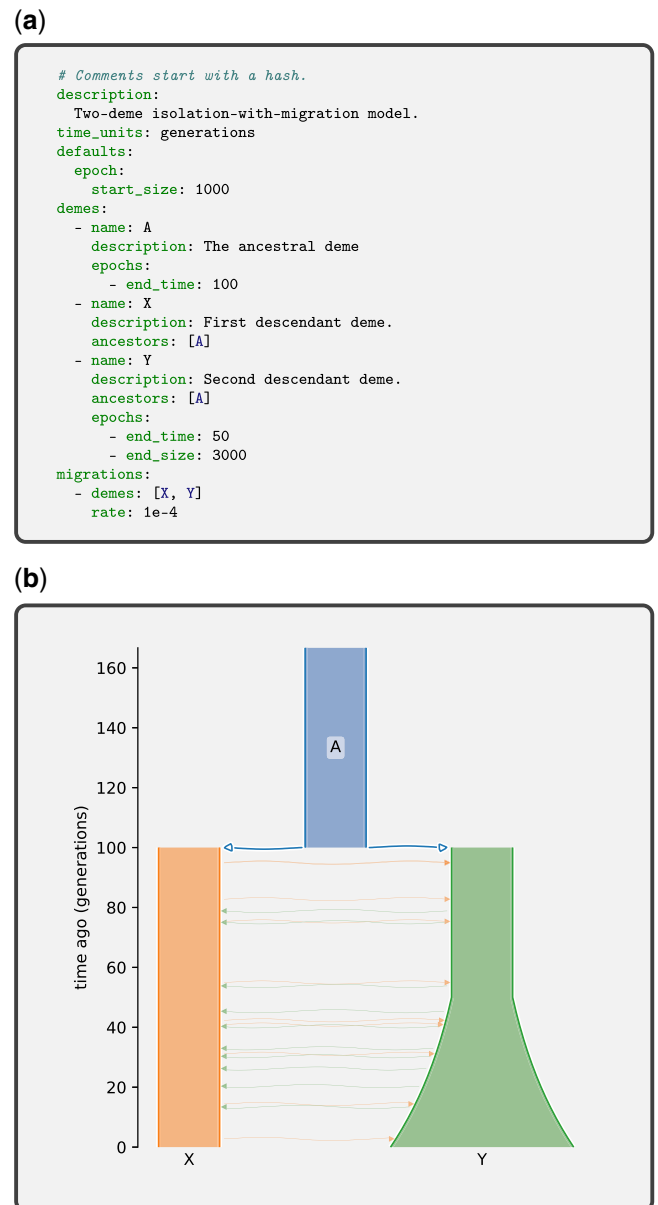 (a)
# Comments start with a hash.
description:
  Two-deme isolation-with-migration model.
time_units: generations
defaults:
  epoch:
    start_size: 1000
demes:
  - name: A
    description: The ancestral deme
    epochs:
      - end_time: 100
  - name: X
    description: First descendant deme.
    ancestors: [A]
  - name: Y
    description: Second descendant deme.
    ancestors: [A]
    epochs:
      - end_time: 50
      - end_size: 3000
migrations:
  - demes: [X, Y]
    rate: 1e-4
(b)
160
140
120
100
80
60
40
20
0
time ago (generations)
A
X
Y